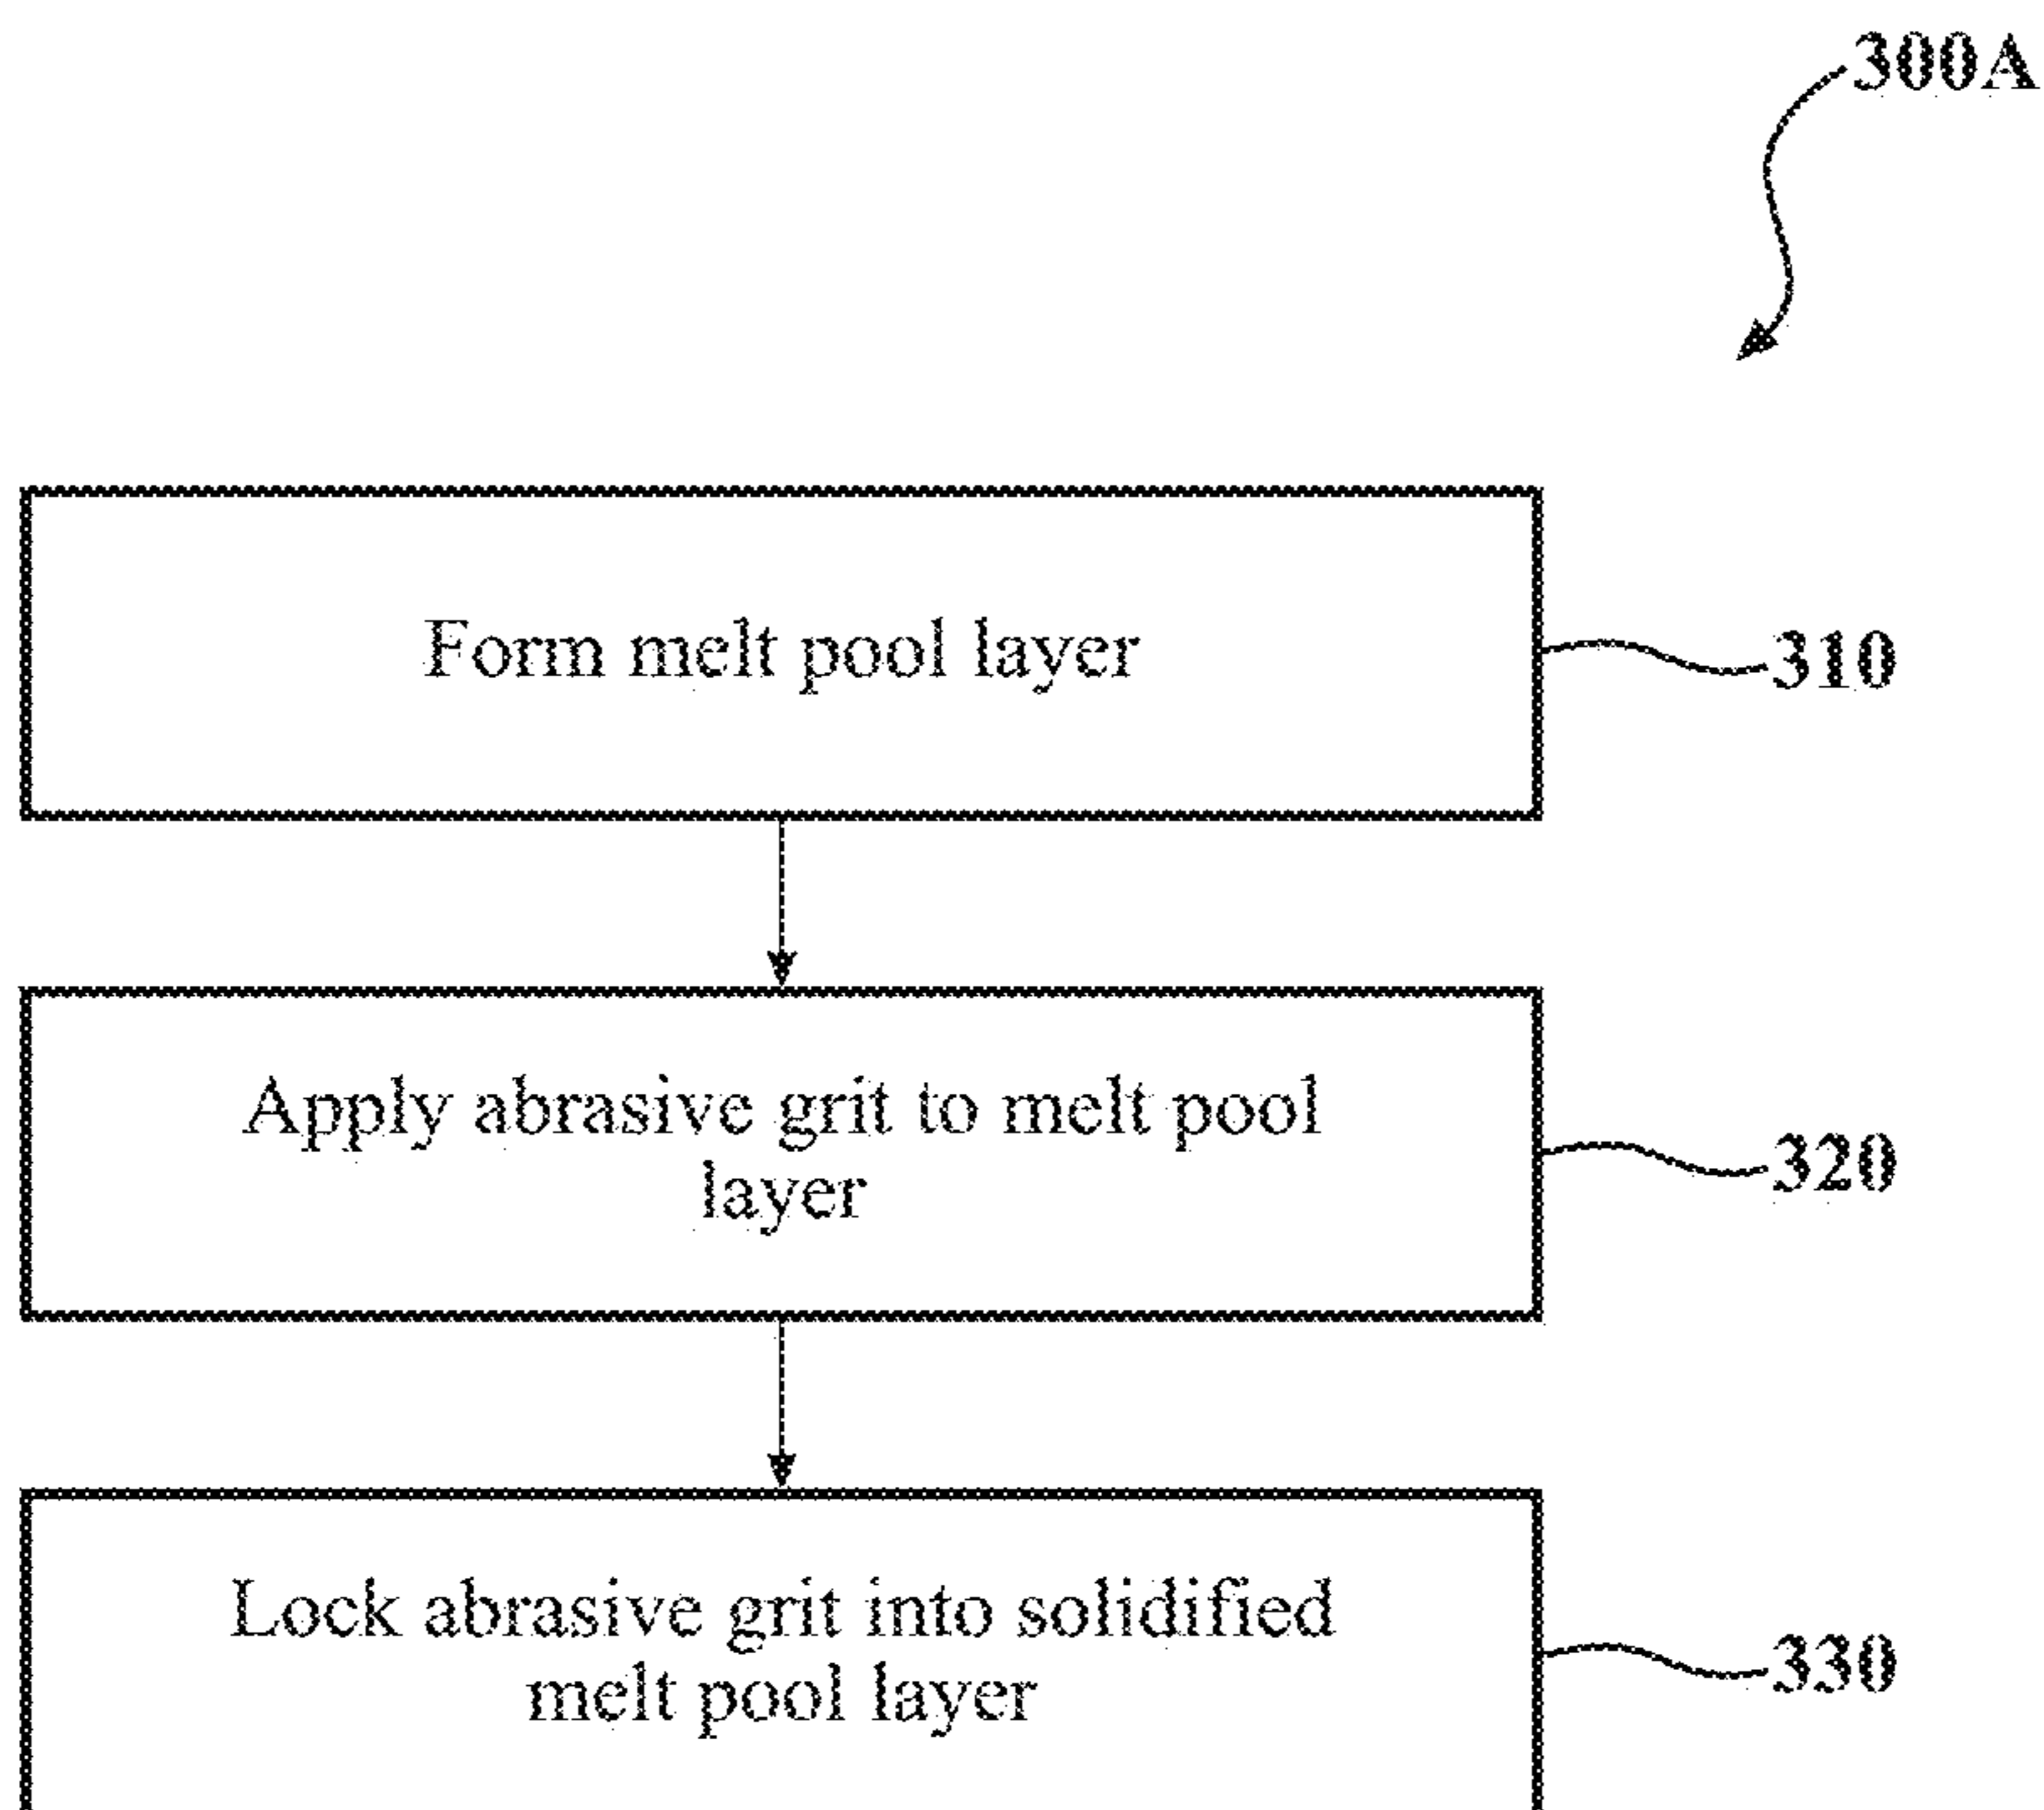 300A
Form melt pool layer
310
Apply abrasive grit to melt pool
layer
320
Lock abrasive grit into solidified
melt pool layer
330